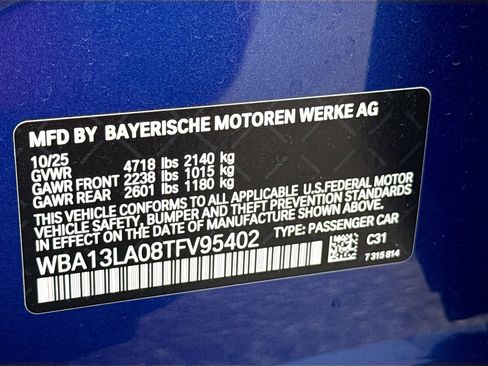 MFD BY BAYERISCHE MOTOREN WERKE AG
10/25
GVWR 4718 lbs 2140 kg
GAWR FRONT 2238 lbs 1015 kg
GAWR REAR 2601 lbs 1180 kg
THIS VEHICLE CONFORMS TO ALL APPLICABLE U.S.FEDERAL MOTOR
VEHICLE SAFETY, BUMPER AND THEFT PREVENTION STANDARDS
IN EFFECT ON THE DATE OF MANUFACTURE SHOWN ABOVE.
WBA13LA08TFV95402 TYPE: PASSENGER CAR
C31
7 315 814